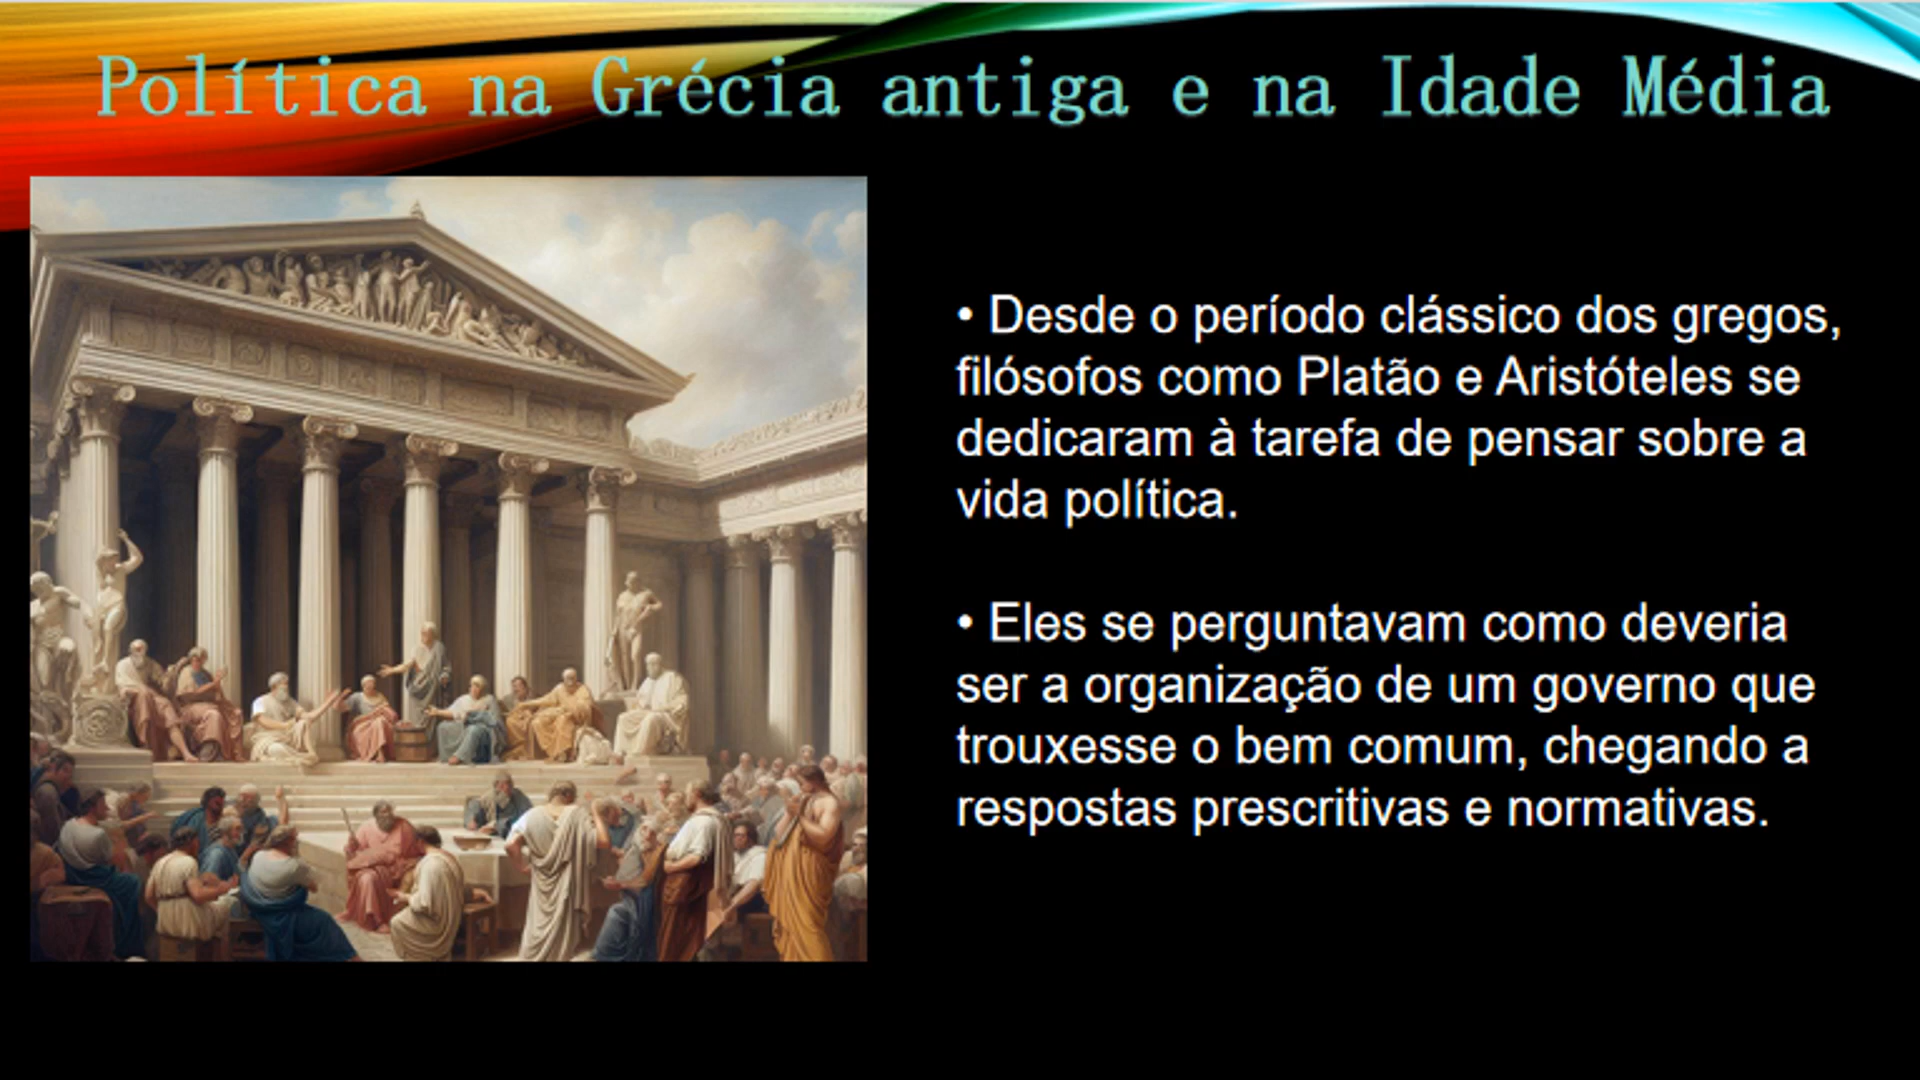 Política na Grécia antiga e na Idade Média
• Desde o período clássico dos gregos,
filósofos como Platão e Aristóteles se
dedicaram à tarefa de pensar sobre a
vida política.
• Eles se perguntavam como deveria
ser a organização de um governo que
trouxesse o bem comum, chegando a
respostas prescritivas e normativas.